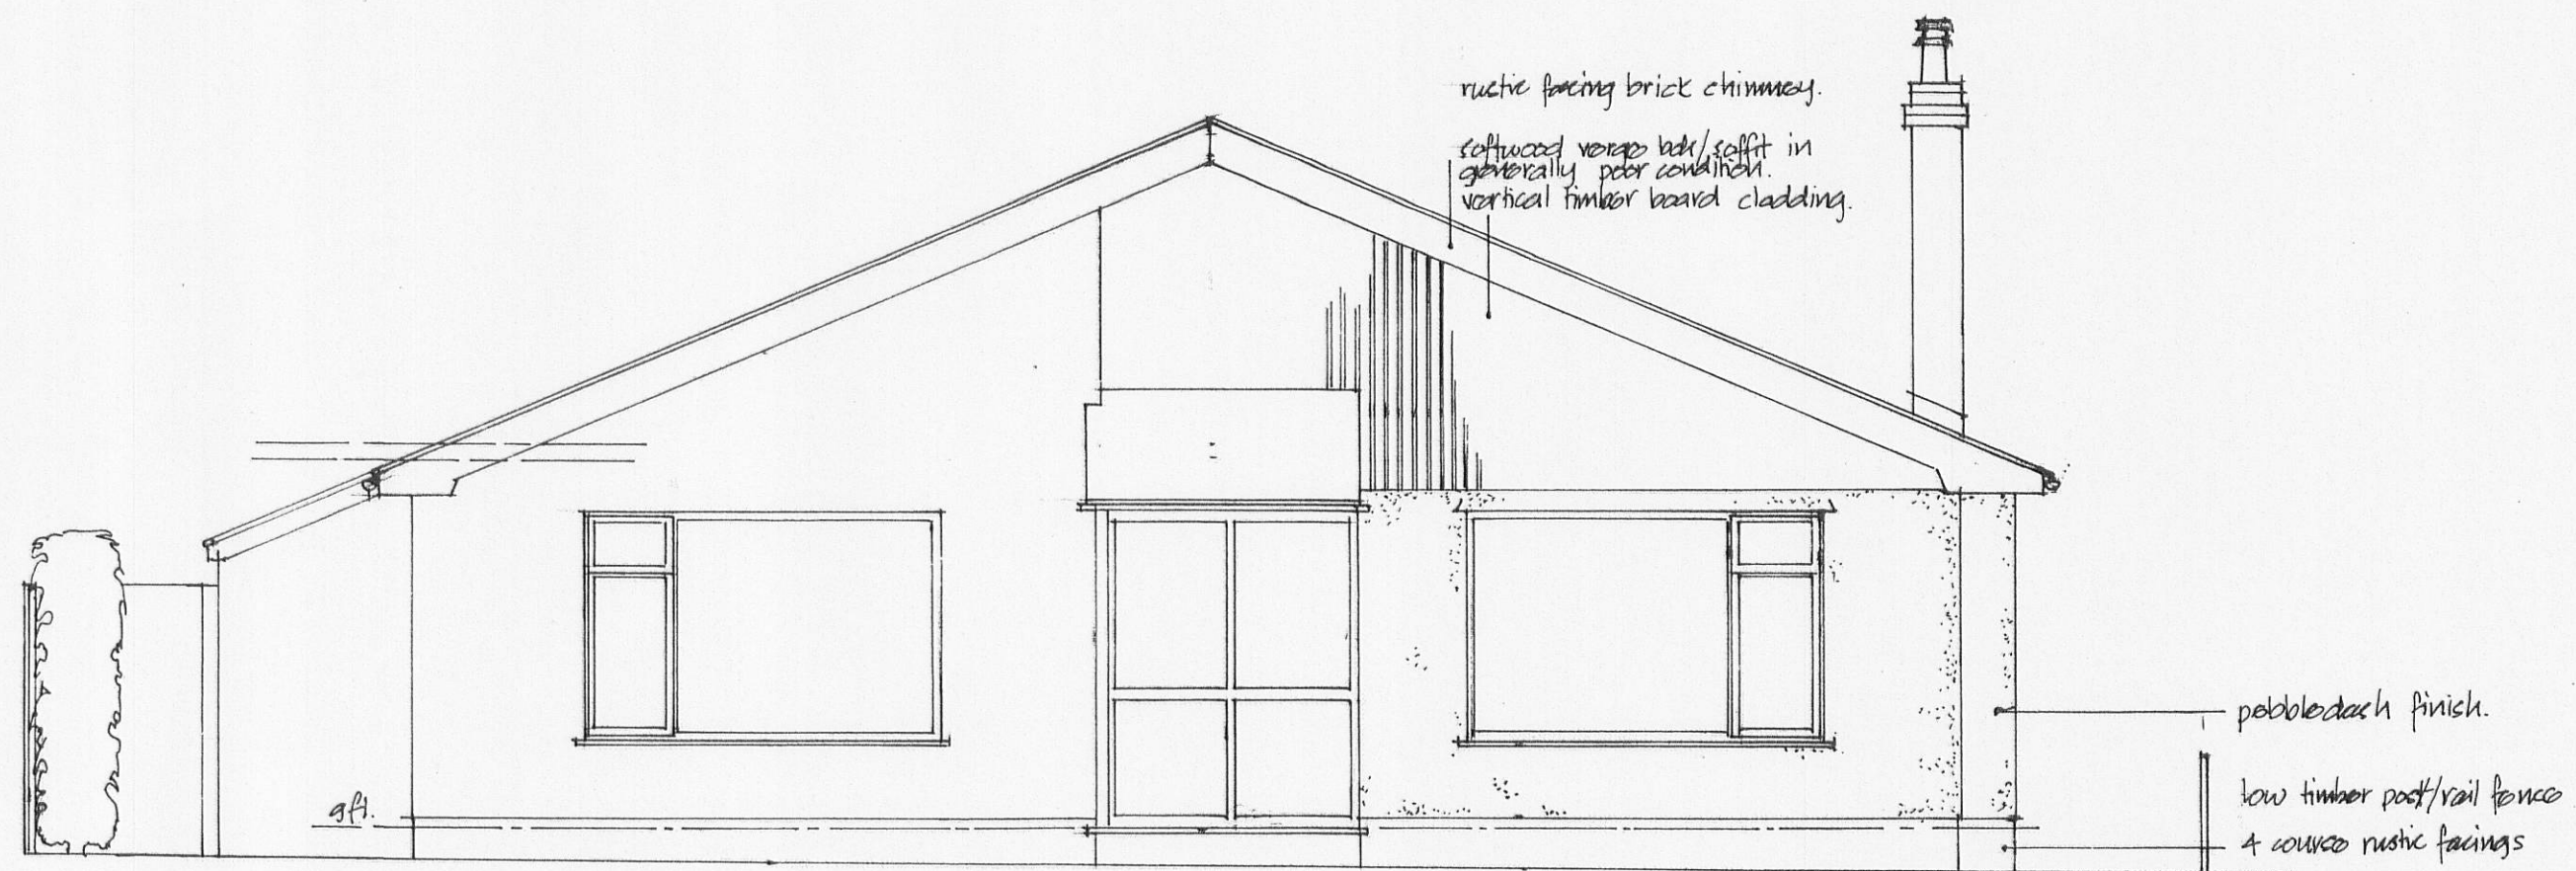 rustic facing brick chimney.
softwood verge bdk/soffit in
generally poor condition.
vertical timber board cladding.
pebbledash finish.
gfl.
low timber post/rail fence
4 course rustic facings